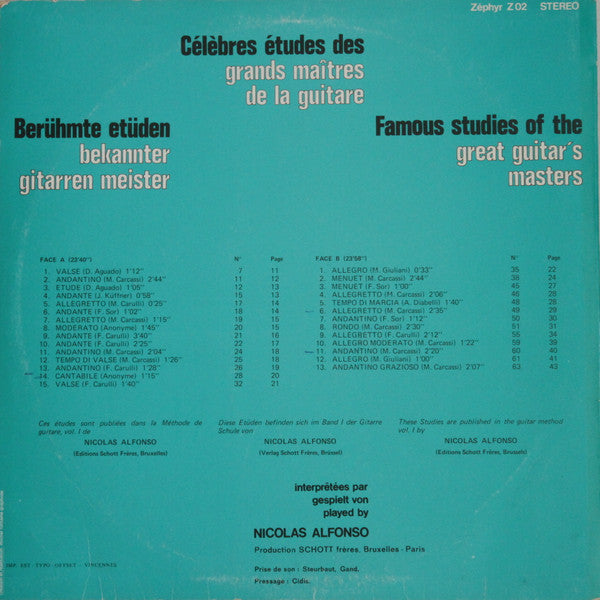 Zéphyr Z 02 STEREO
Célèbres études des
grands maîtres
de la guitare
Berühmte etüden
bekannter
gitarren meister
Famous studies of the
great guitar's
masters
FACE A (23'40") N° Page
1. VALSE (D. Aguado) 1'12" 7 11
2. ANDANTINO (M. Carcassi) 2'44" 11 12
3. ETUDE (D. Aguado) 1'05" 12 13
4. ANDANTE (J. Küffner) 0'58" 15 13
5. ALLEGRETTO (F. Carulli) 0'25" 17 14
6. ANDANTE (F. Sor) 1'02" 18 14
7. ALLEGRETTO (M. Carcassi) 1'15" 19 15
8. MODERATO (Anonyme) 1'45" 20 15
9. ANDANTE (F. Carulli) 3'40" 21 16
10. ANDANTE (F. Carulli) 2'25" 22 17
11. ANDANTINO (M. Carcassi) 2'04" 24 18
12. TEMPO DI VALSE (M. Carcassi) 1'26" 25 18
13. ANDANTINO (F. Carulli) 1'28" 26 19
14. CANTABILE (Anonyme) 1'15" 28 20
15. VALSE (F. Carulli) 1'40" 32 21
FACE B (23'58") N° Page
1. ALLEGRO (M. Giuliani) 0'33" 35 22
2. MENUET (M. Carcassi) 2'44" 38 24
3. MENUET (F. Sor) 1'00" 45 27
4. ALLEGRETTO (M. Carcassi) 2'06" 46 28
5. TEMPO DI MARCIA (A. Diabelli) 1'40" 48 28
6. ALLEGRETTO (M. Carcassi) 2'35" 49 29
7. ANDANTINO (F. Sor) 1'12" 50 30
8. RONDO (M. Carcassi) 2'30" 51 31
9. ALLEGRETTO (F. Carulli) 2'12" 55 34
10. ALLEGRO MODERATO (M. Carcassi) 1'22" 59 39
11. ANDANTINO (M. Carcassi) 2'20" 60 40
12. ALLEGRO (M. Giuliani) 1'00" 61 41
13. ANDANTINO GRAZIOSO (M. Carcassi) 2'07" 63 43
Ces études sont publiées dans la Méthode de
guitare, vol. I de
NICOLAS ALFONSO
(Editions Schott Frères, Bruxelles)
Diese Etüden befinden sich im Band I der Gitarre
Schule von
NICOLAS ALFONSO
(Verlag Schott Frères, Brüssel)
These Studies are published in the guitar method
vol. I by
NICOLAS ALFONSO
(Editions Schott Frères, Brussels)
interprétées par
gespielt von
played by
NICOLAS ALFONSO
Production SCHOTT frères, Bruxelles - Paris
Prise de son : Steurbaut, Gand,
Pressage : Cidis.
IMP. EST TYPO OFFSET VINCENNES